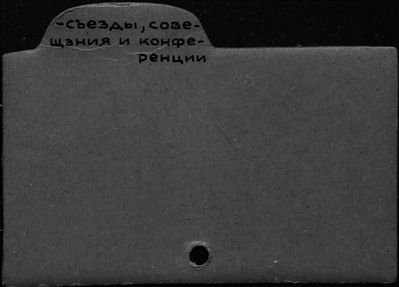 -съезды, сове-
щания и конфе-
ренции